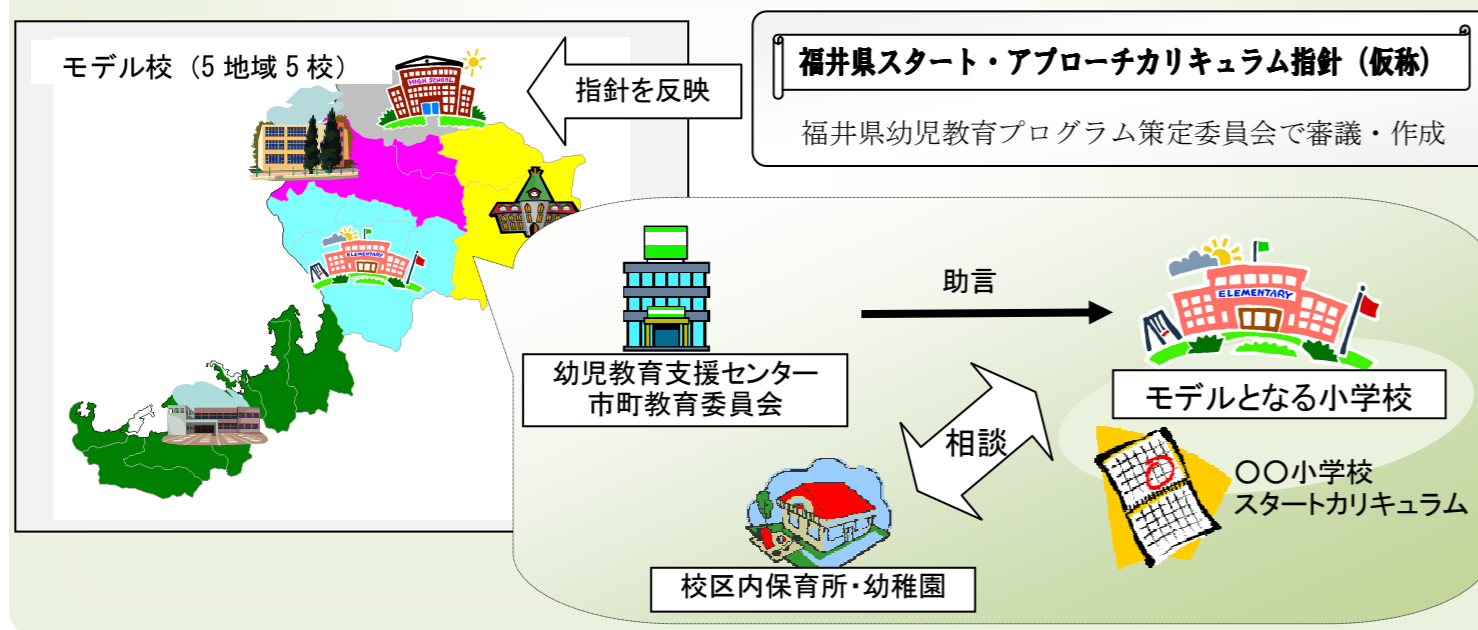 モデル校（5 地域 5 校）
HIGH SCHOOL
指針を反映
福井県スタート・アプローチカリキュラム指針（仮称）
福井県幼児教育プログラム策定委員会で審議・作成
ELEMENTARY
幼児教育支援センター
市町教育委員会
助言
ELEMENTARY
モデルとなる小学校
相談
〇〇小学校
スタートカリキュラム
校区内保育所・幼稚園